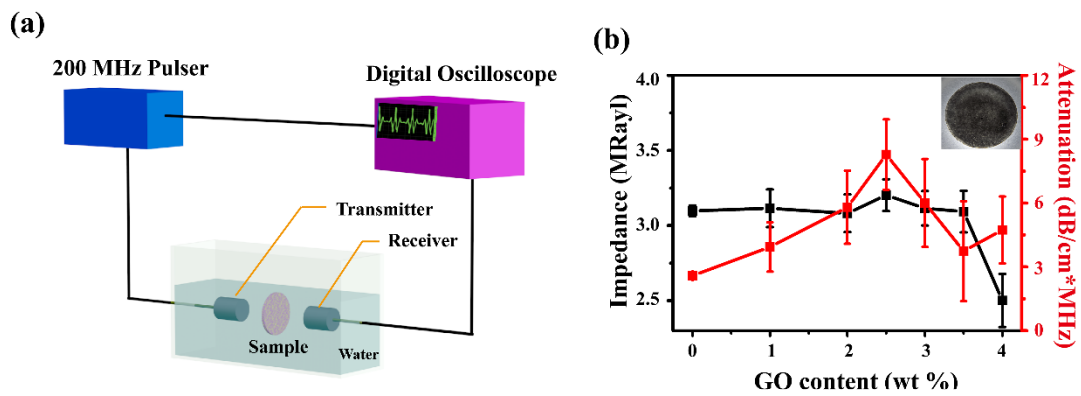 (a)
200 MHz Pulser
Digital Oscilloscope
Transmitter
Receiver
Sample
Water
(b)
Impedance (MRayl)
4.0
3.5
3.0
2.5
0
1
2
3
4
GO content (wt %)
12
9
6
3
0
Attenuation (dB/cm*MHz)